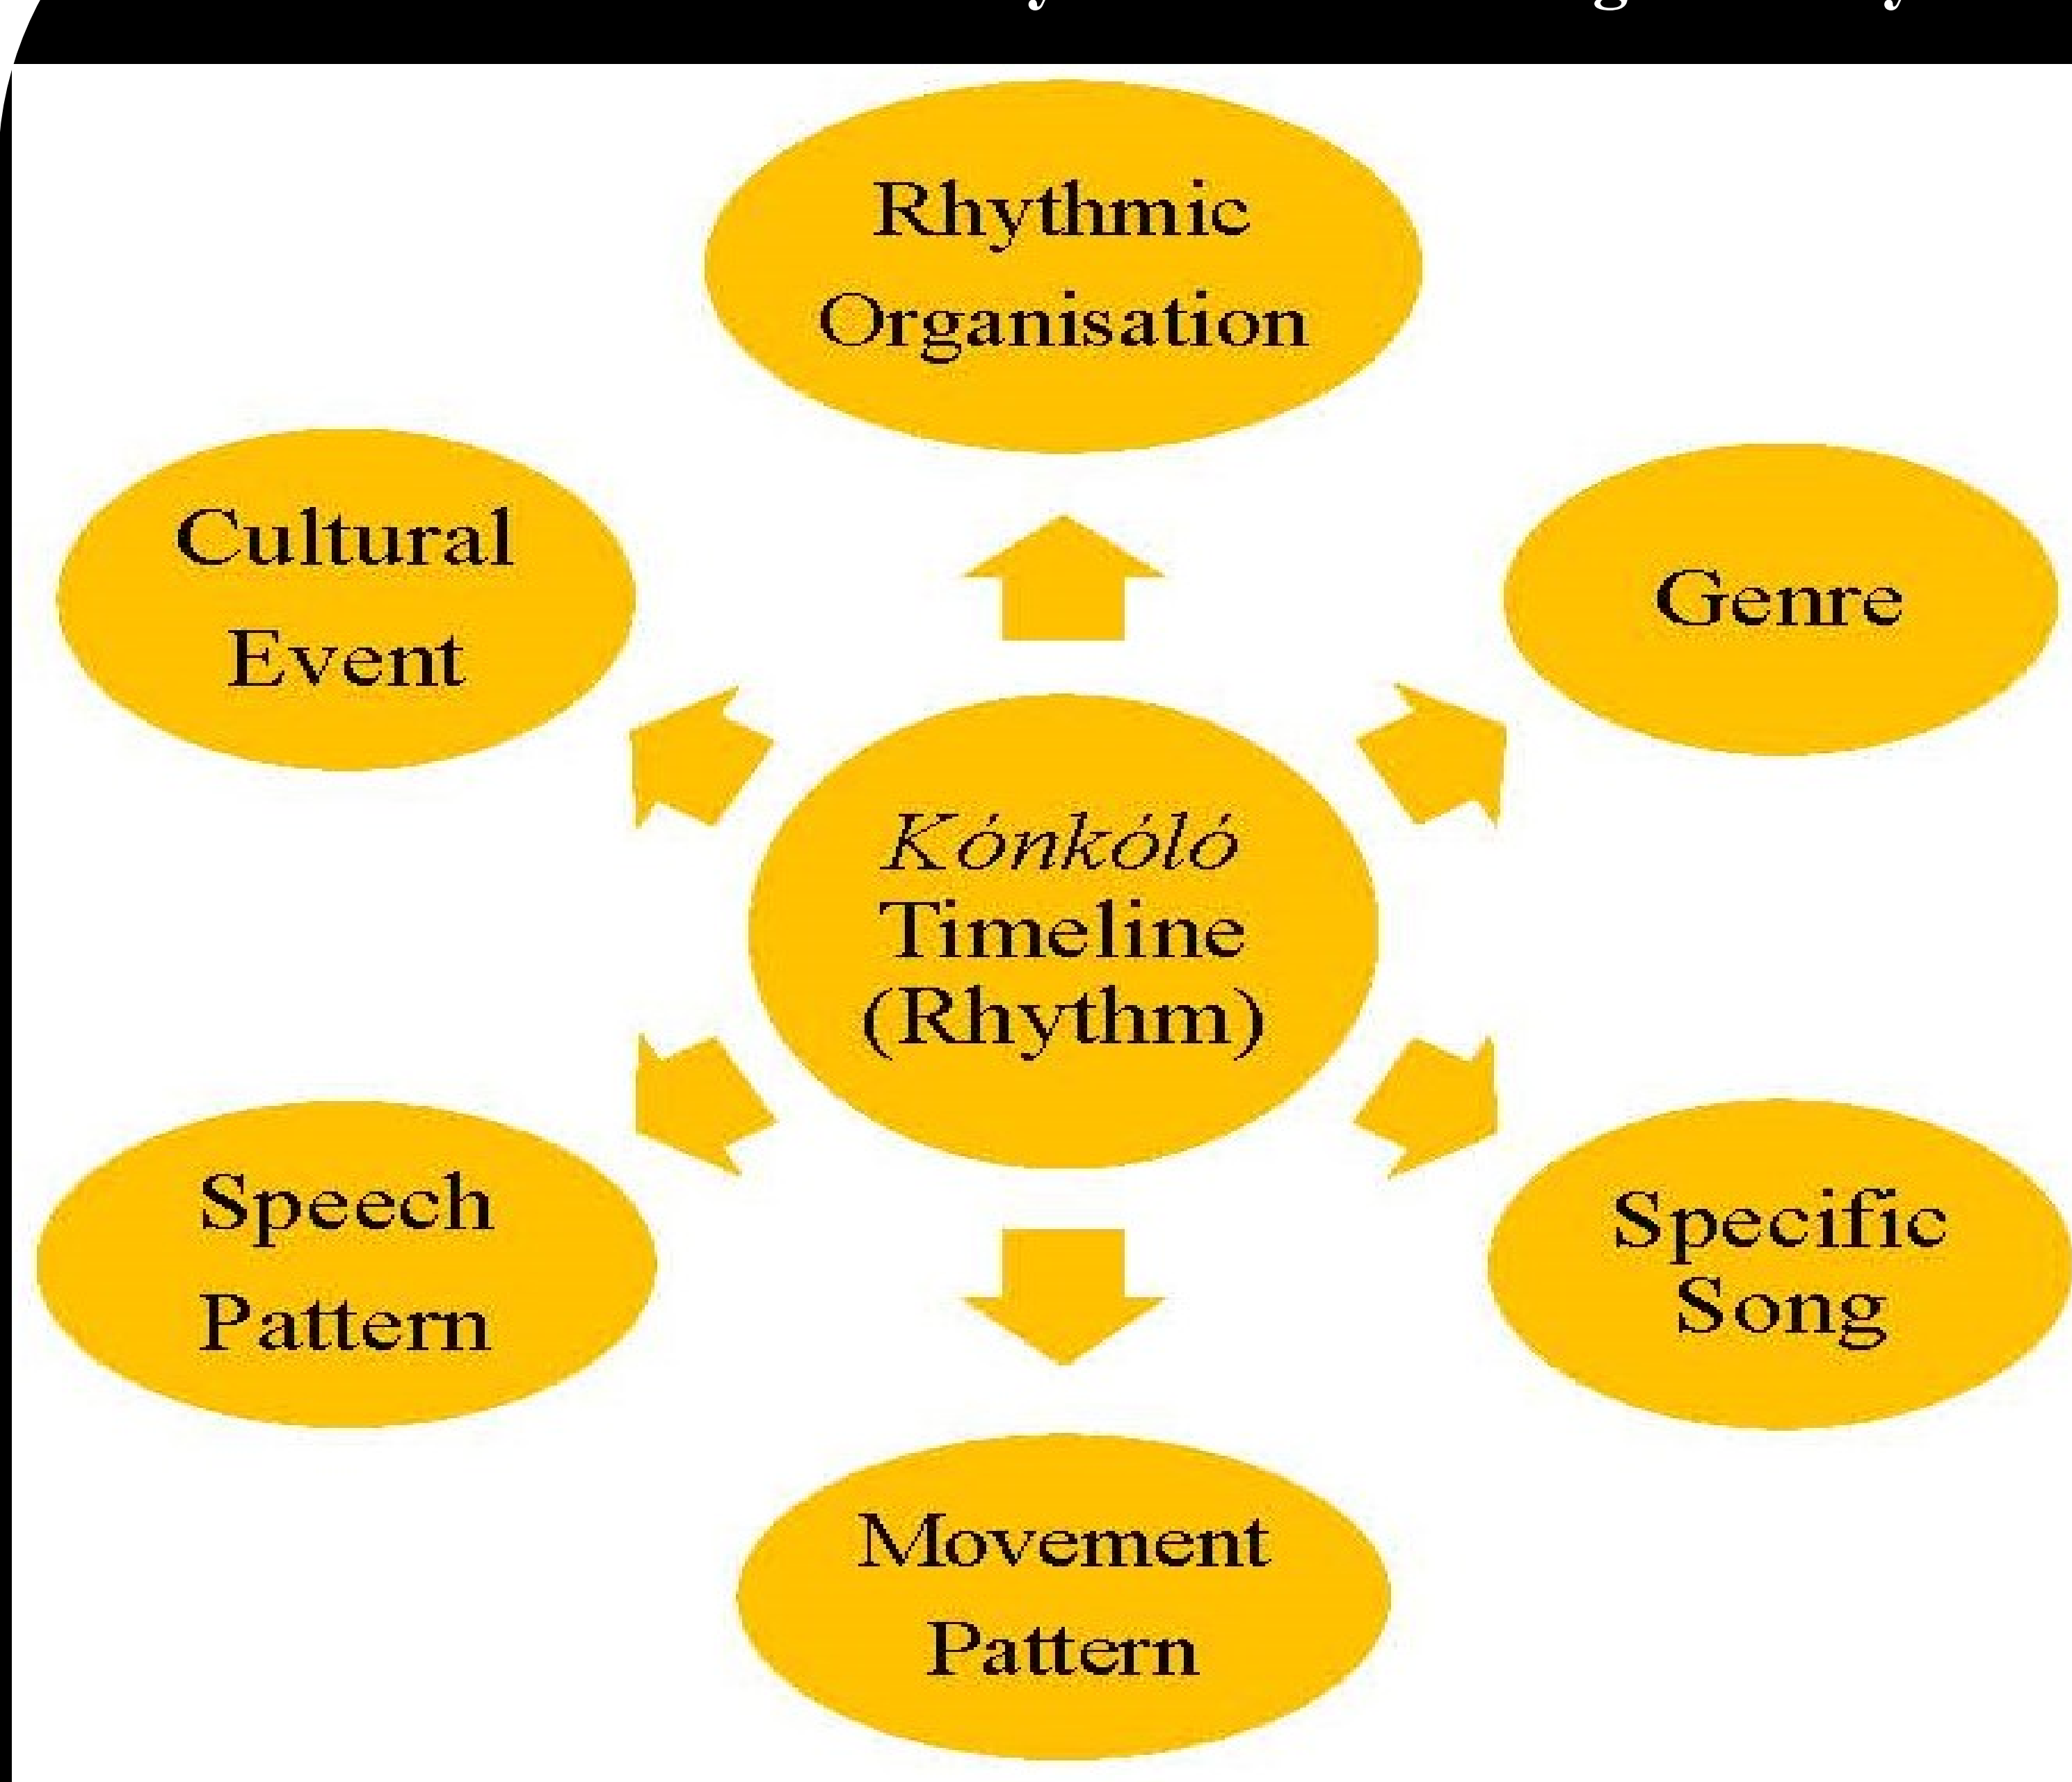 Rhythmic
Organisation
Genre
Specific
Song
Movement
Pattern
Speech
Pattern
Cultural
Event
Kónkóló
Timeline
(Rhythm)